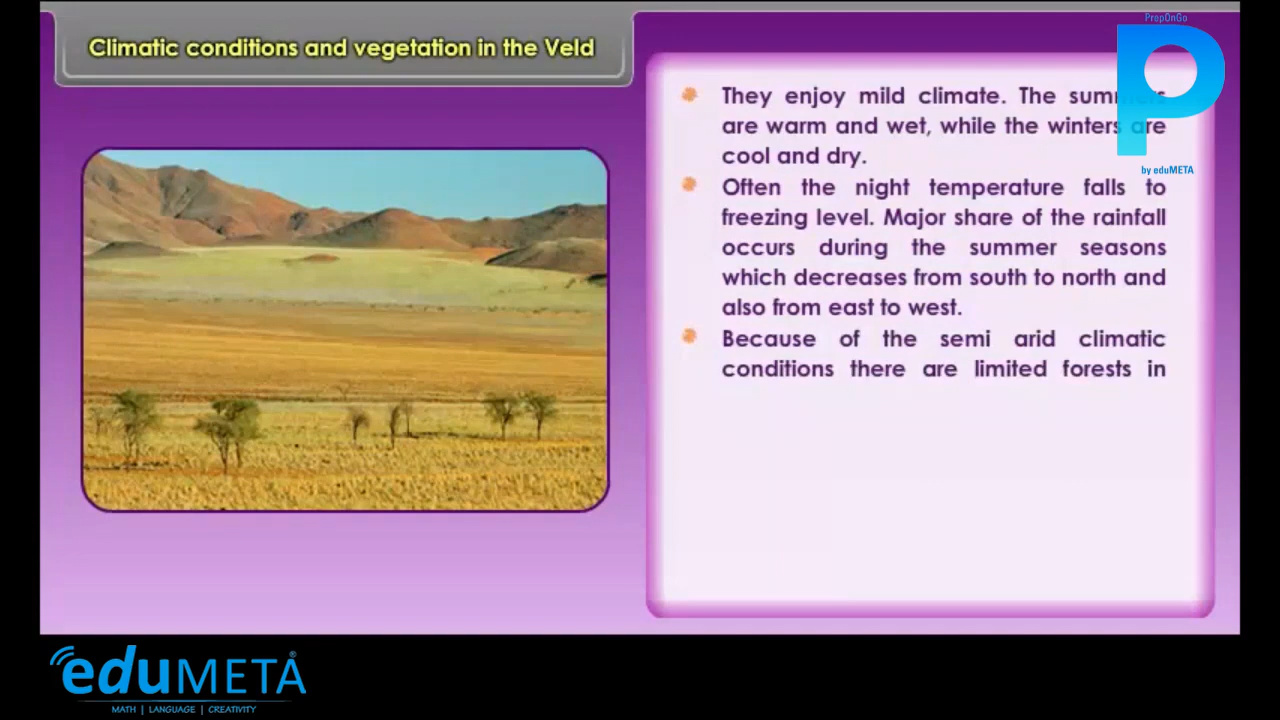 Climatic conditions and vegetation in the Veld
PrepOnGo
P
They enjoy mild climate. The summers
are warm and wet, while the winters are
cool and dry.
by eduMETA
Often the night temperature falls to
freezing level. Major share of the rainfall
occurs during the summer seasons
which decreases from south to north and
also from east to west.
Because of the semi arid climatic
conditions there are limited forests in
eduMETA®
MATH | LANGUAGE | CREATIVITY